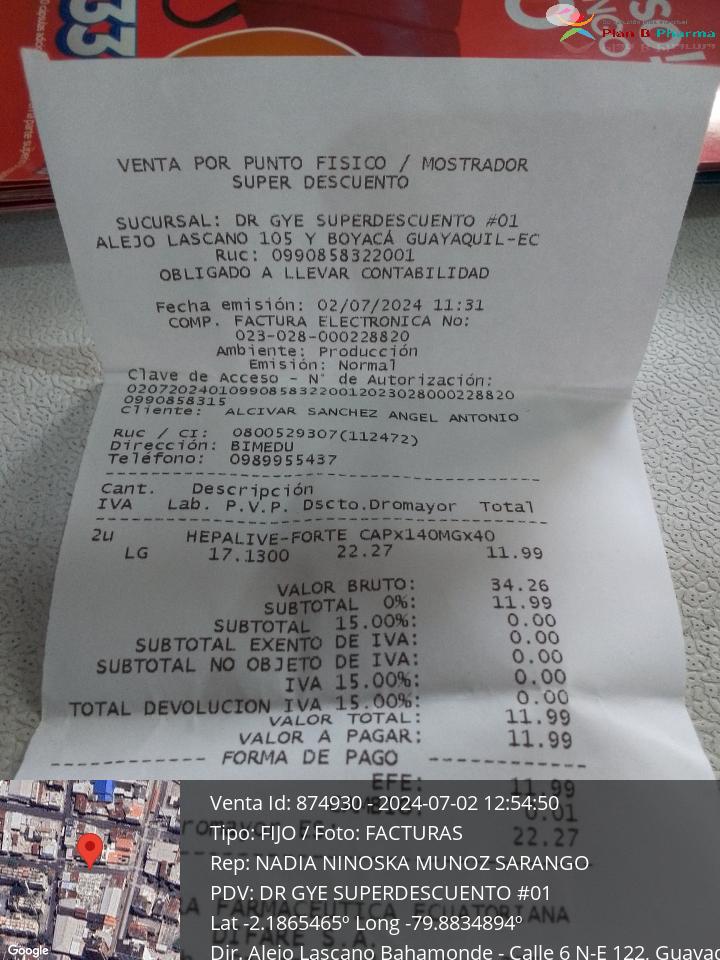 Plan B Pharma
VENTA POR PUNTO FISICO / MOSTRADOR
SUPER DESCUENTO
SUCURSAL: DR GYE SUPERDESCUENTO #01
ALEJO LASCANO 105 Y BOYACÁ GUAYAQUIL-EC
Ruc: 0990858322001
OBLIGADO A LLEVAR CONTABILIDAD
Fecha emisión: 02/07/2024 11:31
COMP. FACTURA ELECTRONICA No:
023-028-000228820
Ambiente: Producción
Emisión: Normal
Clave de Acceso - N° de Autorización:
020720240109908583220012023028000228820
0990858315
Cliente: ALCIVAR SANCHEZ ANGEL ANTONIO
Ruc / CI: 0800529307(112472)
Dirección: BIMEDU
Teléfono: 0989955437
Cant. Descripción
IVA Lab. P.V.P. Dscto.Dromayor Total
2u HEPALIVE-FORTE CAPx140MGx40
LG 17.1300 22.27 11.99
VALOR BRUTO: 34.26
SUBTOTAL 0%: 11.99
SUBTOTAL 15.00%: 0.00
SUBTOTAL EXENTO DE IVA: 0.00
SUBTOTAL NO OBJETO DE IVA: 0.00
IVA 15.00%: 0.00
TOTAL DEVOLUCION IVA 15.00%: 0.00
VALOR TOTAL: 11.99
VALOR A PAGAR: 11.99
---------- FORMA DE PAGO ----------
EFE: 11.99
0.01
22.27
FARMACEUTICA ECUATORIANA
DIFARE S.A.
Venta Id: 874930 - 2024-07-02 12:54:50
Tipo: FIJO / Foto: FACTURAS
Rep: NADIA NINOSKA MUNOZ SARANGO
PDV: DR GYE SUPERDESCUENTO #01
Lat -2.1865465º Long -79.8834894º
Dir. Alejo Lascano Bahamonde - Calle 6 N-E 122, Guayaq
Google